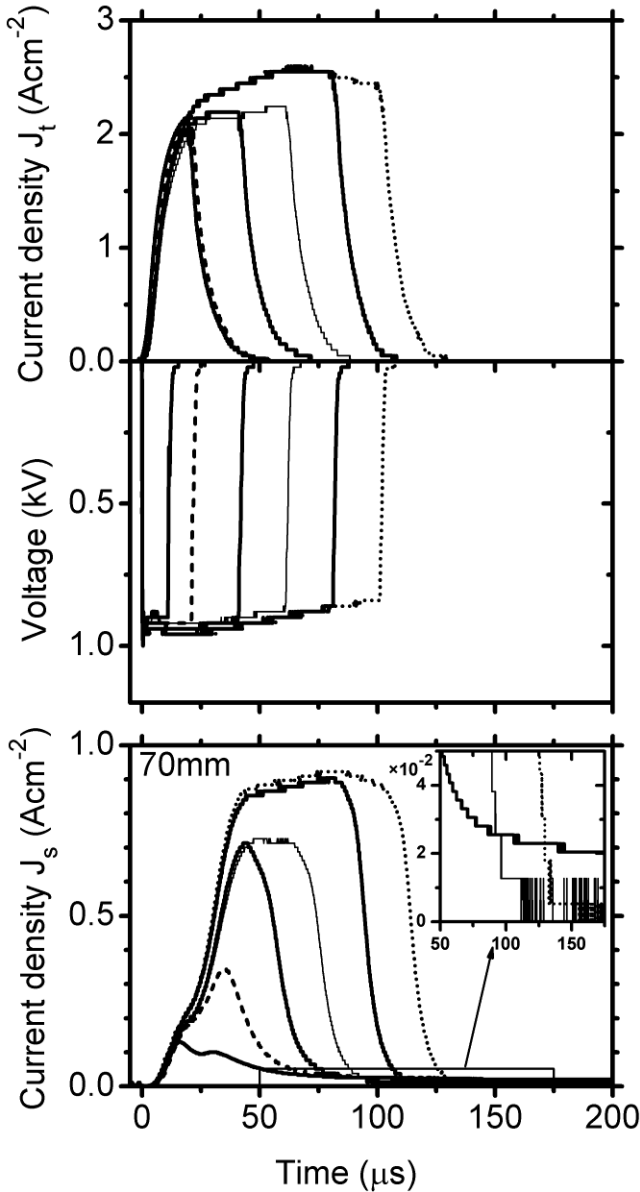 3
2
1
0.0
Current density Jₜ (Acm⁻²)
0.5
1.0
Voltage (kV)
70mm
1.0
0.5
0.0
Current density Jₛ (Acm⁻²)
×10⁻²
4
2
0
50 100 150
0 50 100 150 200
Time (μs)